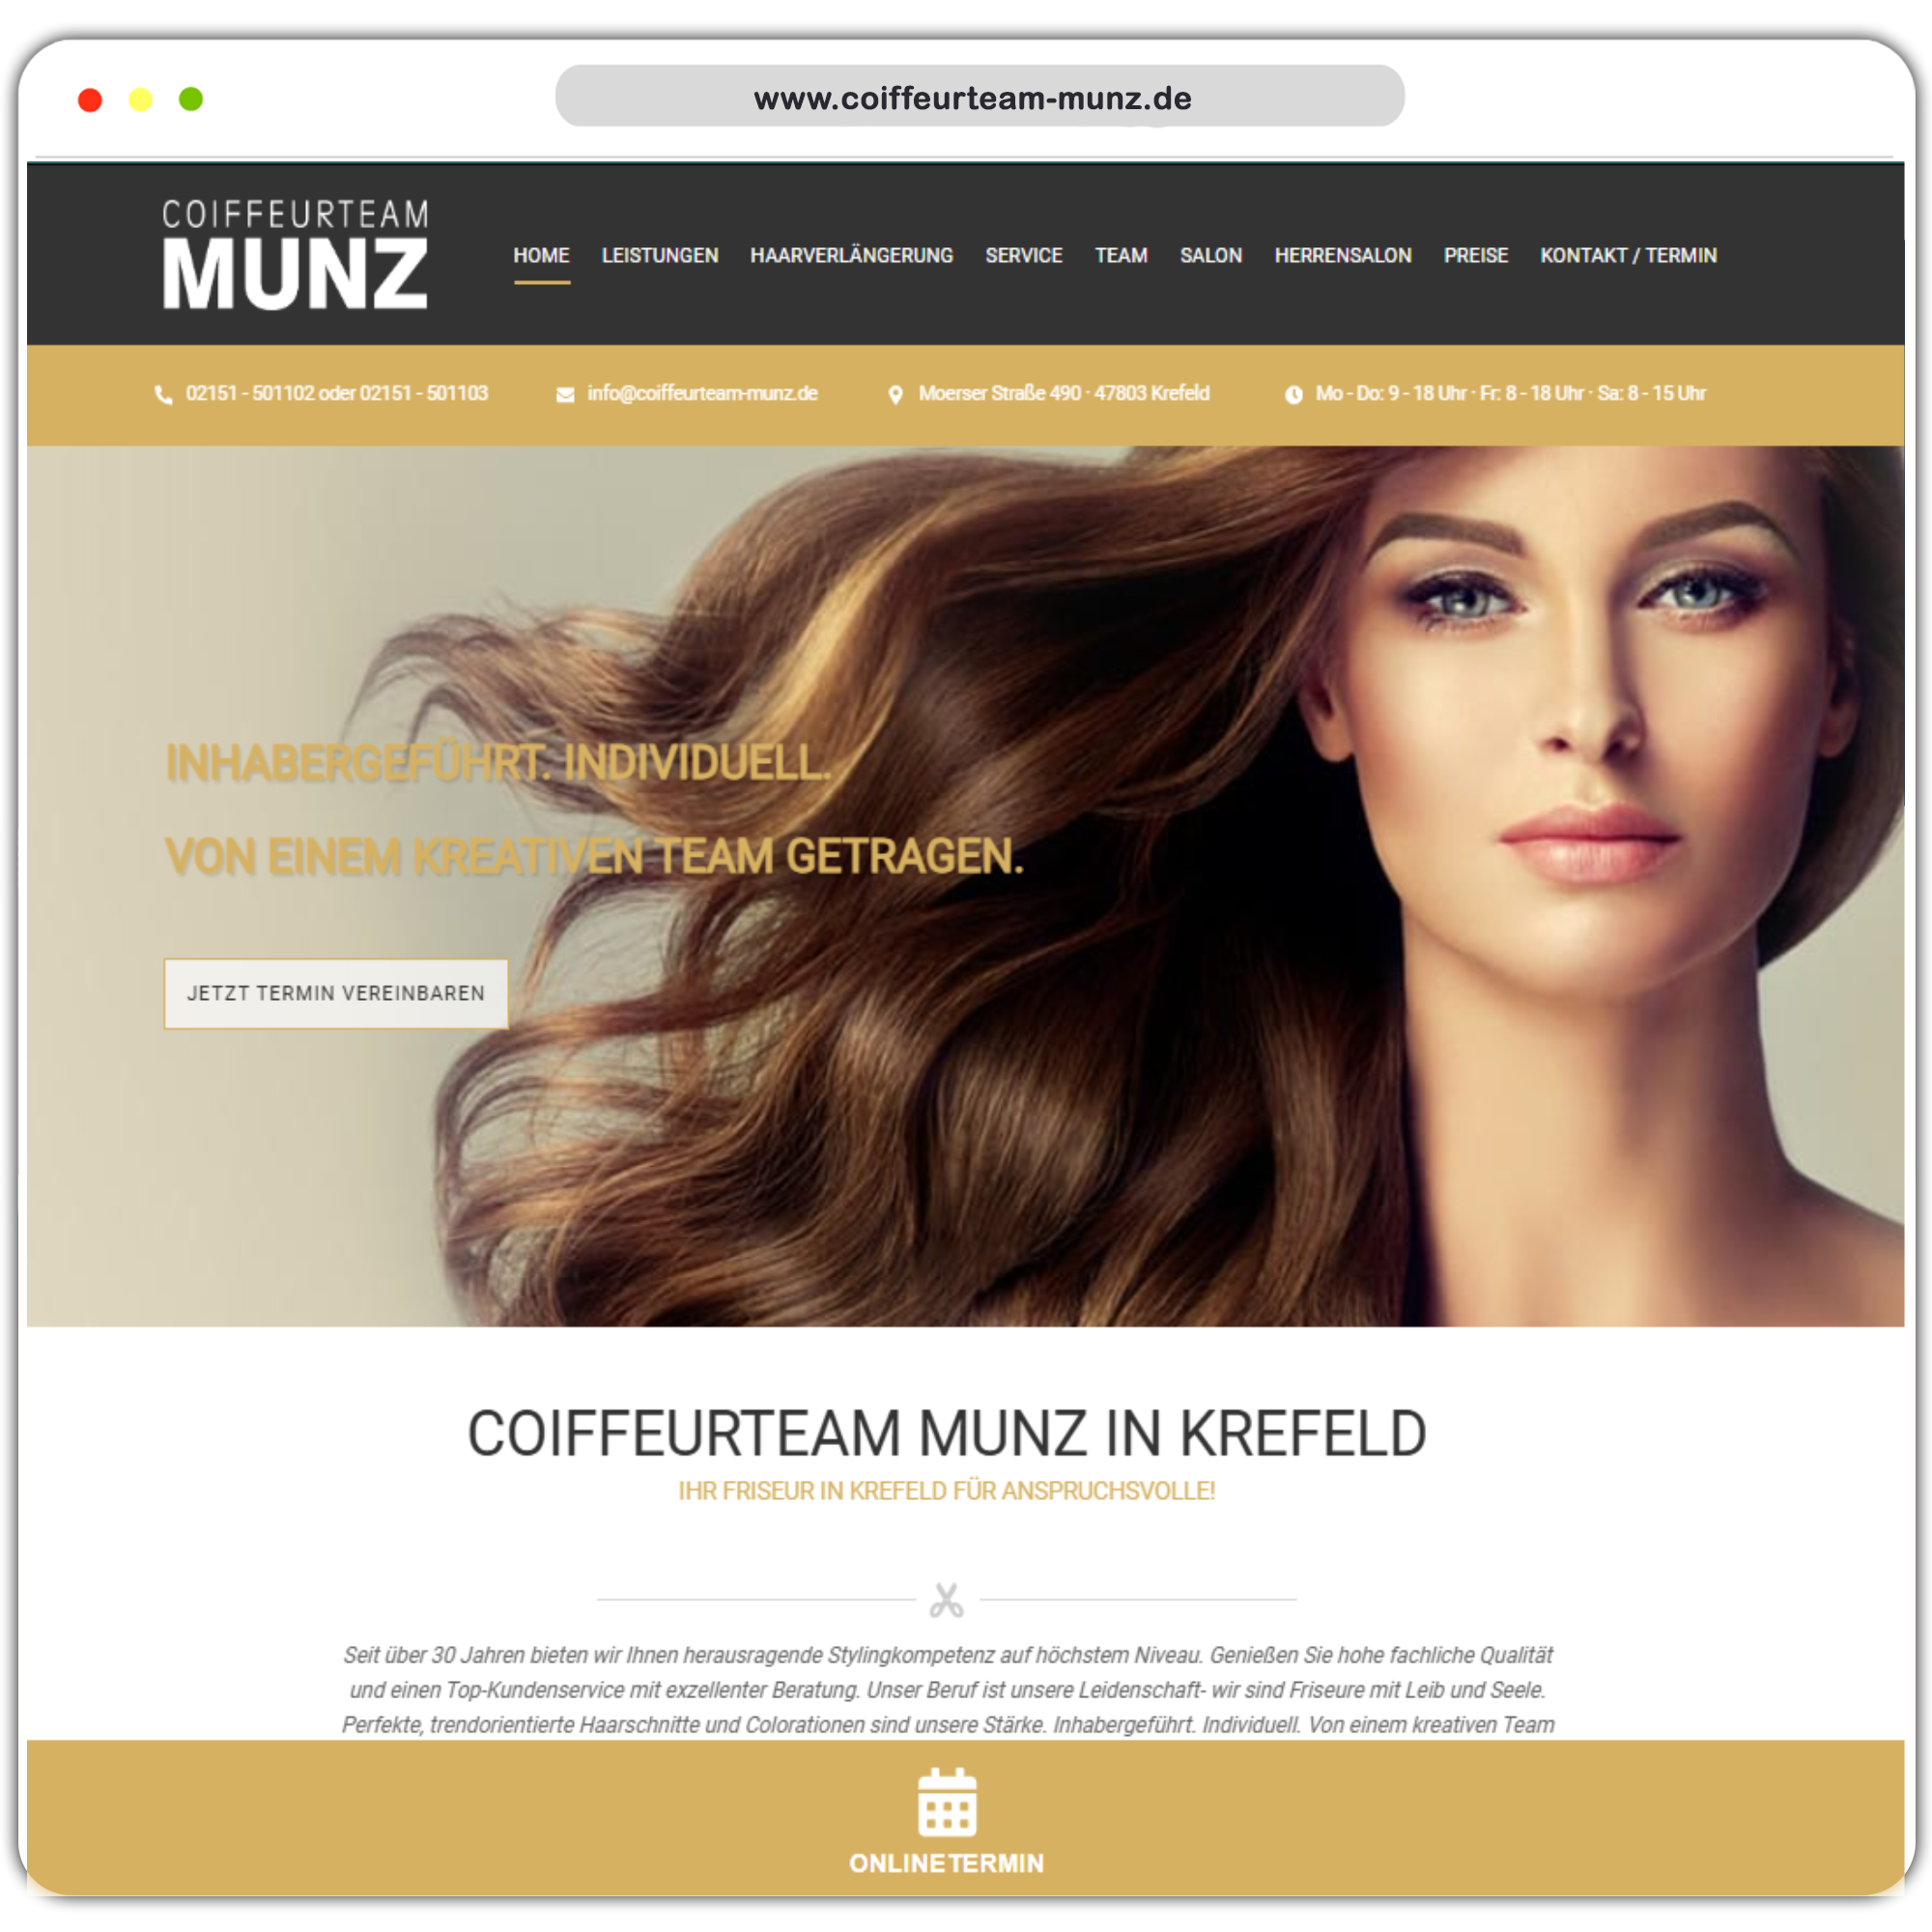 www.coiffeurteam-munz.de
COIFFEURTEAM
MUNZ
HOME LEISTUNGEN HAARVERLÄNGERUNG SERVICE TEAM SALON HERRENSALON PREISE KONTAKT / TERMIN
02151 - 501102 oder 02151 - 501103 info@coiffeurteam-munz.de Moerser Straße 490 · 47803 Krefeld Mo - Do: 9 - 18 Uhr · Fr: 8 - 18 Uhr · Sa: 8 - 15 Uhr
INHABERGEFÜHRT. INDIVIDUELL.
VON EINEM KREATIVEN TEAM GETRAGEN.
JETZT TERMIN VEREINBAREN
COIFFEURTEAM MUNZ IN KREFELD
IHR FRISEUR IN KREFELD FÜR ANSPRUCHSVOLLE!
Seit über 30 Jahren bieten wir Ihnen herausragende Stylingkompetenz auf höchstem Niveau. Genießen Sie hohe fachliche Qualität
und einen Top-Kundenservice mit exzellenter Beratung. Unser Beruf ist unsere Leidenschaft- wir sind Friseure mit Leib und Seele.
Perfekte, trendorientierte Haarschnitte und Colorationen sind unsere Stärke. Inhabergeführt. Individuell. Von einem kreativen Team
ONLINETERMIN